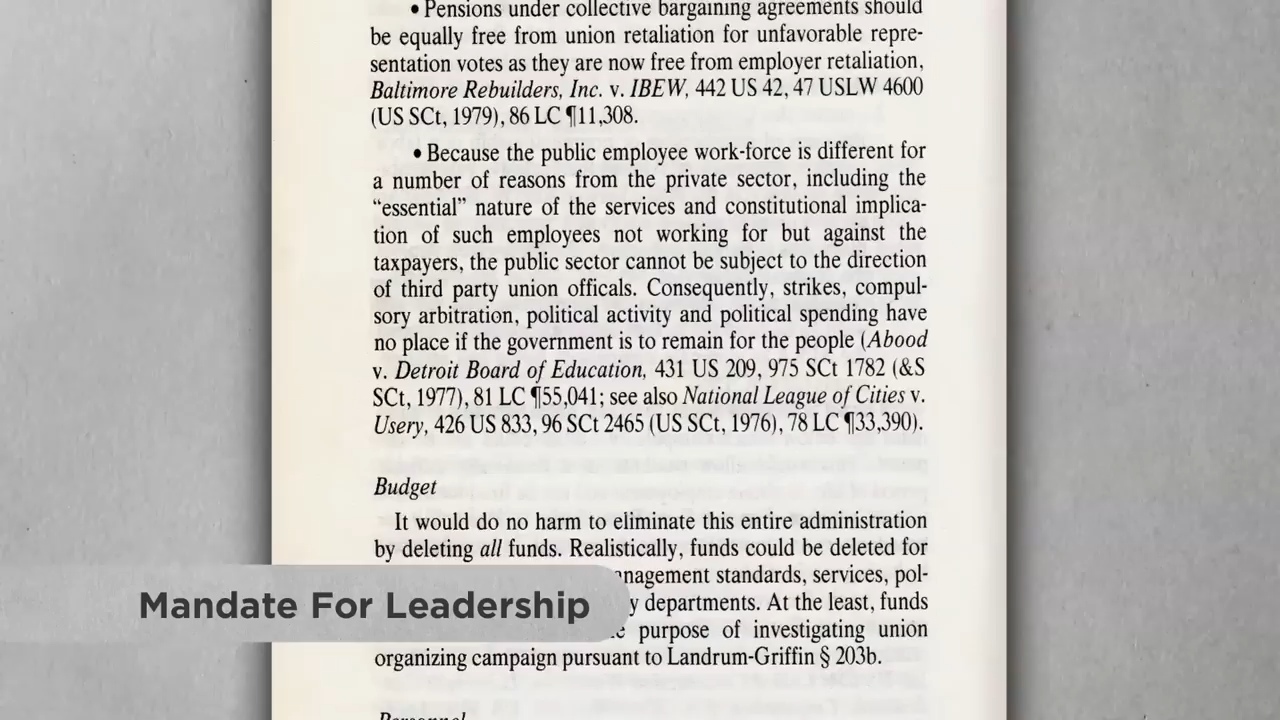 • Pensions under collective bargaining agreements should
be equally free from union retaliation for unfavorable repre-
sentation votes as they are now free from employer retaliation,
Baltimore Rebuilders, Inc. v. IBEW, 442 US 42, 47 USLW 4600
(US SCt, 1979), 86 LC ¶11,308.
• Because the public employee work-force is different for
a number of reasons from the private sector, including the
“essential” nature of the services and constitutional implica-
tion of such employees not working for but against the
taxpayers, the public sector cannot be subject to the direction
of third party union officals. Consequently, strikes, compul-
sory arbitration, political activity and political spending have
no place if the government is to remain for the people (Abood
v. Detroit Board of Education, 431 US 209, 975 SCt 1782 (&S
SCt, 1977), 81 LC ¶55,041; see also National League of Cities v.
Usery, 426 US 833, 96 SCt 2465 (US SCt, 1976), 78 LC ¶33,390).
Budget
It would do no harm to eliminate this entire administration
by deleting all funds. Realistically, funds could be deleted for
nagement standards, services, pol-
y departments. At the least, funds
Mandate For Leadership
purpose of investigating union
organizing campaign pursuant to Landrum-Griffin § 203b.